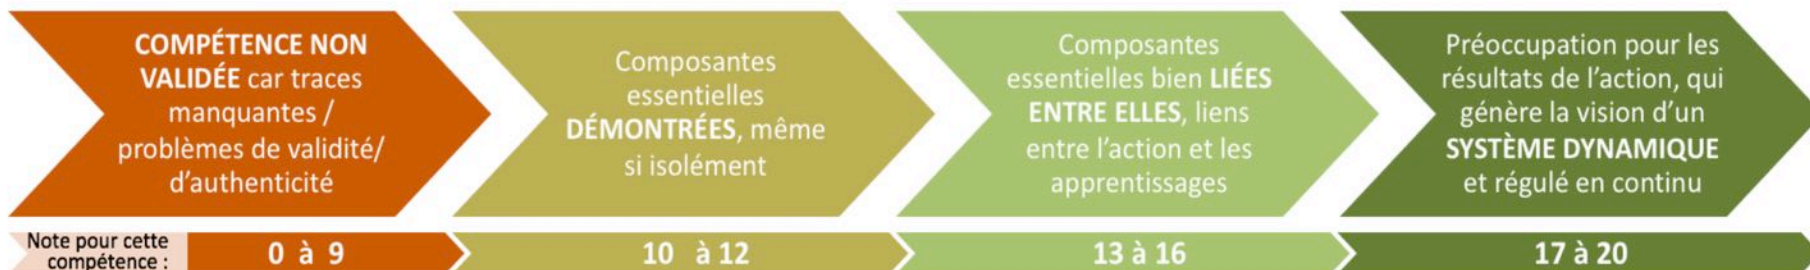 COMPÉTENCE NON
VALIDÉE car traces
manquantes /
problèmes de validité/
d'authenticité
Composantes
essentielles
DÉMONTRÉES, même
si isolément
Composantes
essentielles bien LIÉES
ENTRE ELLES, liens
entre l'action et les
apprentissages
Préoccupation pour les
résultats de l'action, qui
génère la vision d'un
SYSTÈME DYNAMIQUE
et régulé en continu
Note pour cette
compétence :
0 à 9
10 à 12
13 à 16
17 à 20